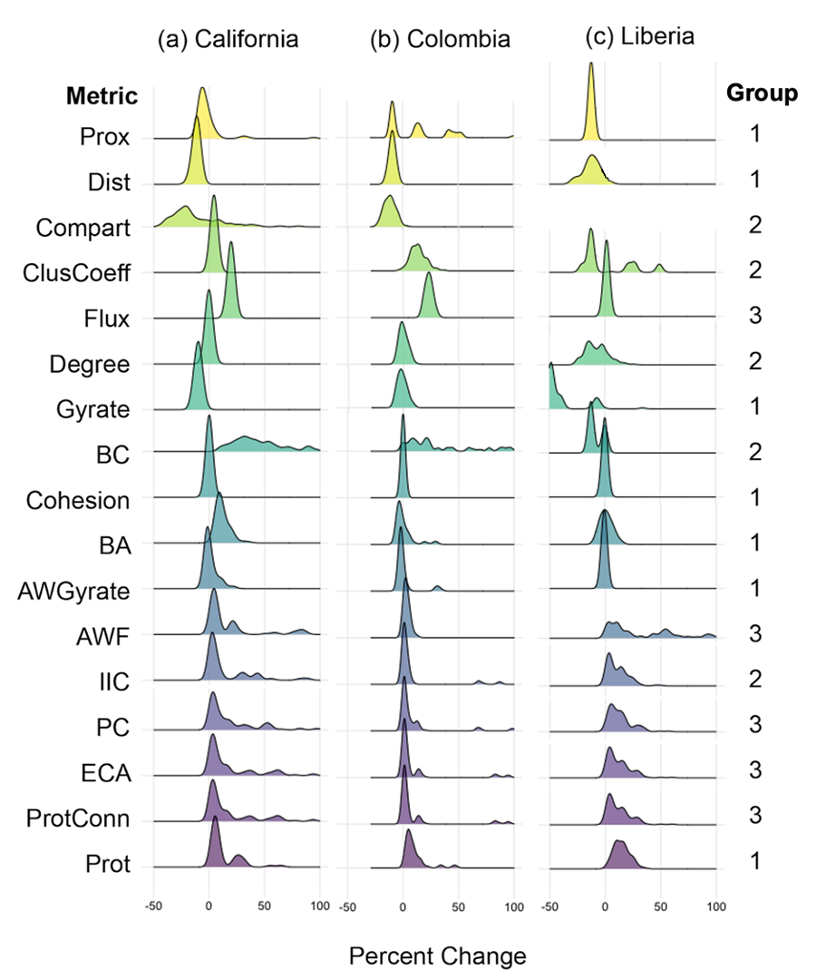 (a) California (b) Colombia (c) Liberia
Metric Group
Prox 1
Dist 1
Compart 2
ClusCoeff 2
Flux 3
Degree 2
Gyrate 1
BC 2
Cohesion 1
BA 1
AWGyrate 1
AWF 3
IIC 2
PC 3
ECA 3
ProtConn 3
Prot 1
-50 0 50 100 -50 0 50 100 -50 0 50 100
Percent Change